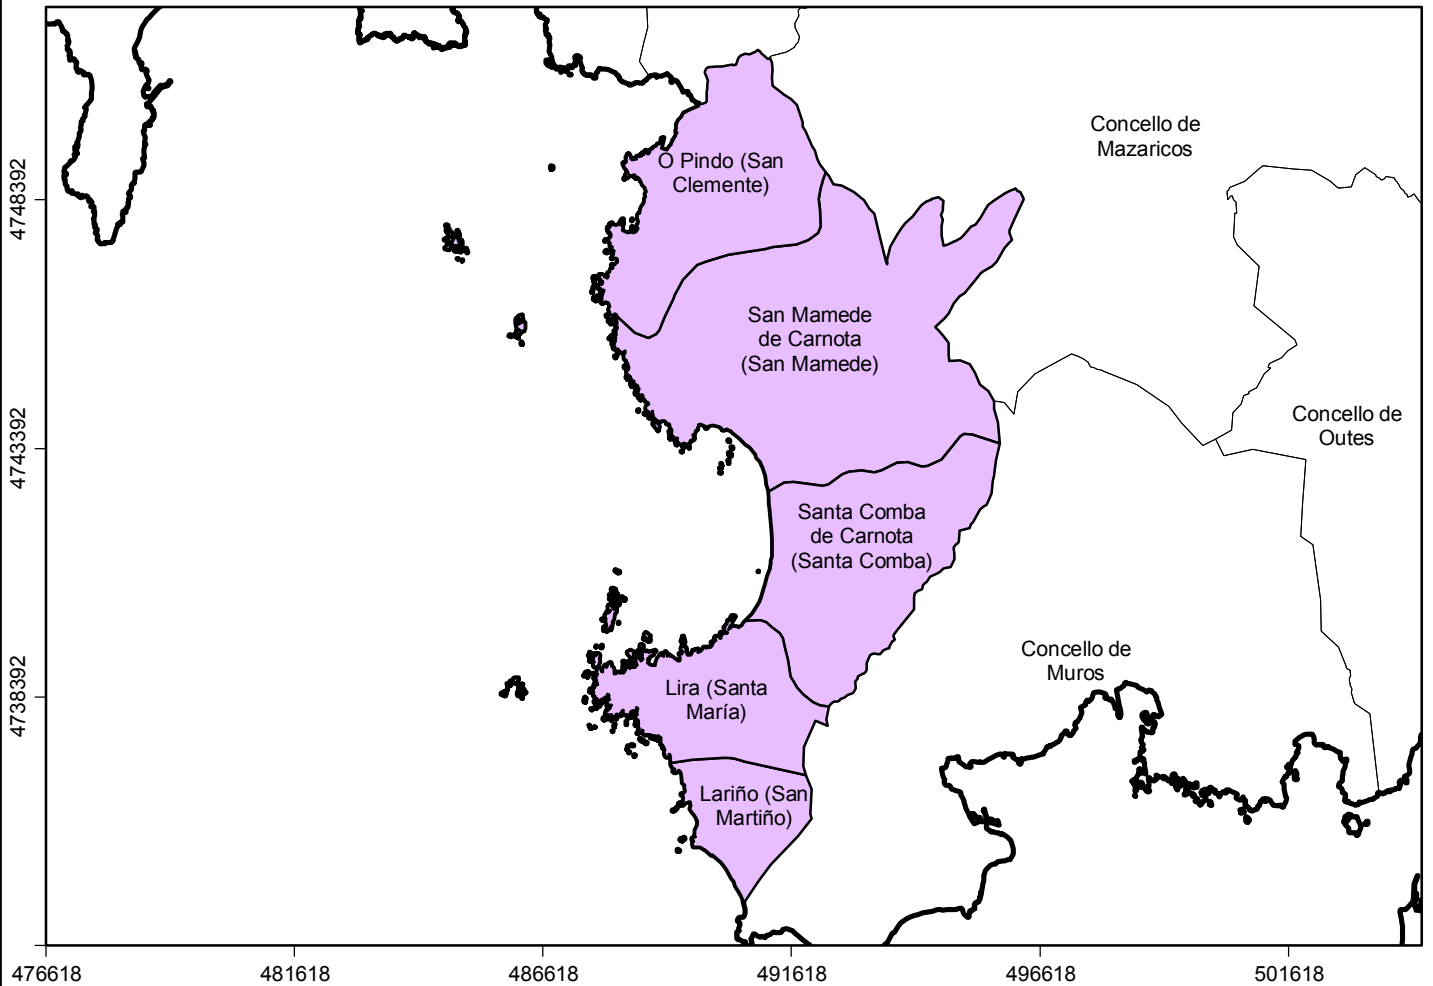 Concello de
Mazaricos
O Pindo (San
Clemente)
4748392
San Mamede
de Carnota
(San Mamede)
Concello de
Outes
4743392
Santa Comba
de Carnota
(Santa Comba)
Concello de
Muros
Lira (Santa
María)
4738392
Lariño (San
Martiño)
476618
481618
486618
491618
496618
501618